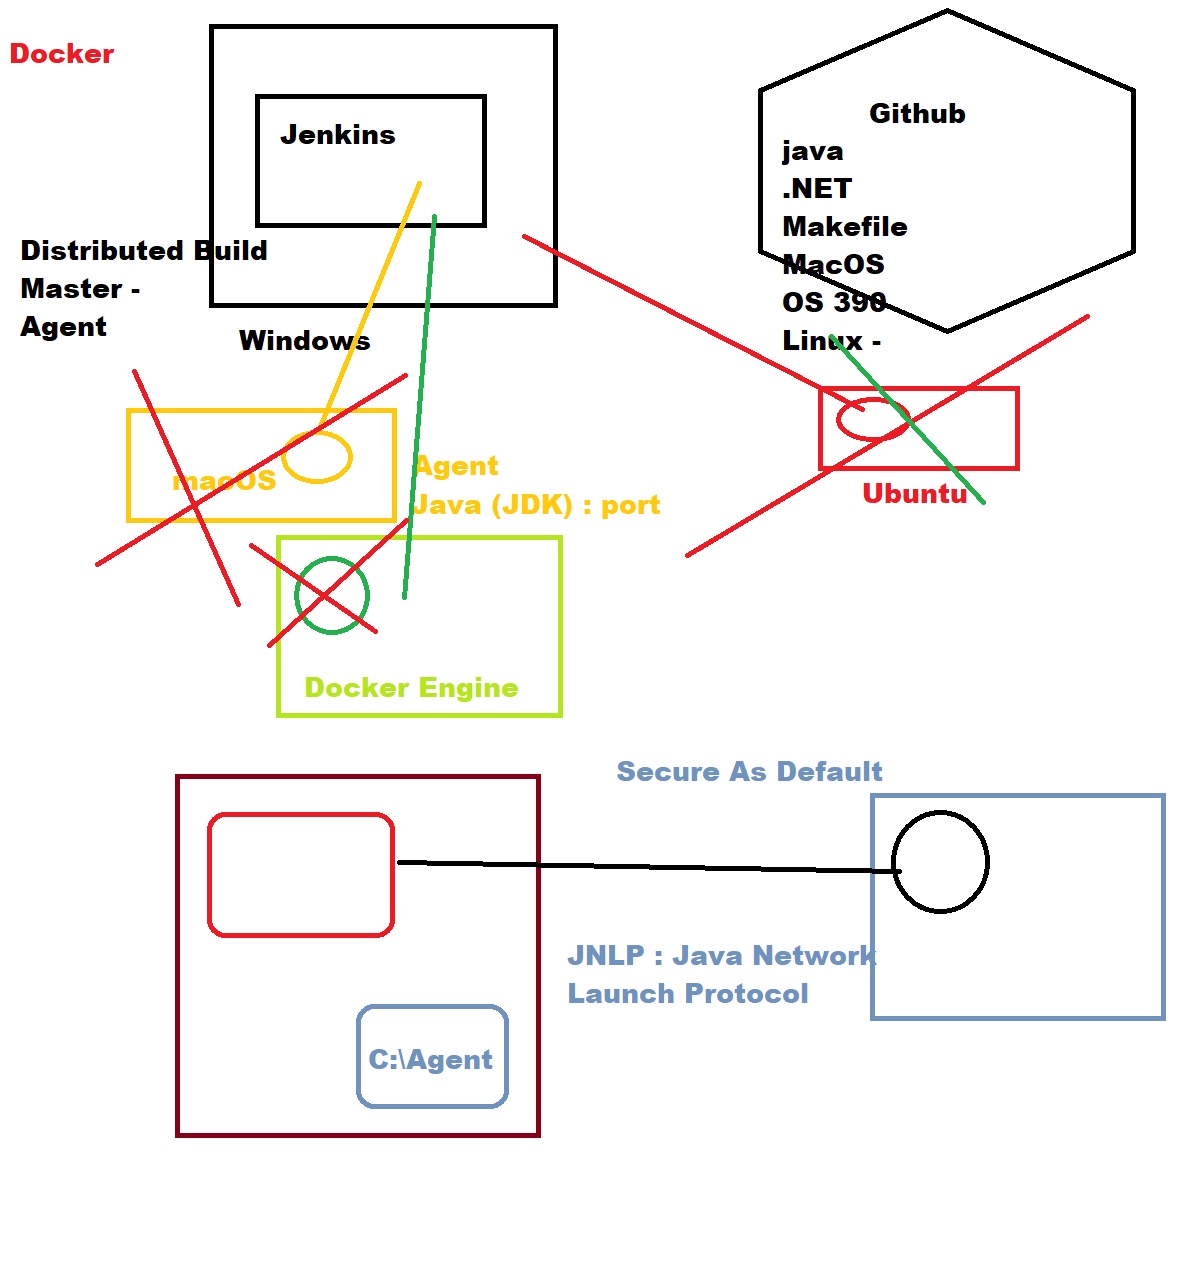 Docker
Jenkins
Github
java
.NET
Makefile
MacOS
OS 390
Linux -
Distributed Build
Master -
Agent
Windows
macOS
Agent
Java (JDK) : port
Ubuntu
Docker Engine
Secure As Default
JNLP : Java Network
Launch Protocol
C:\Agent